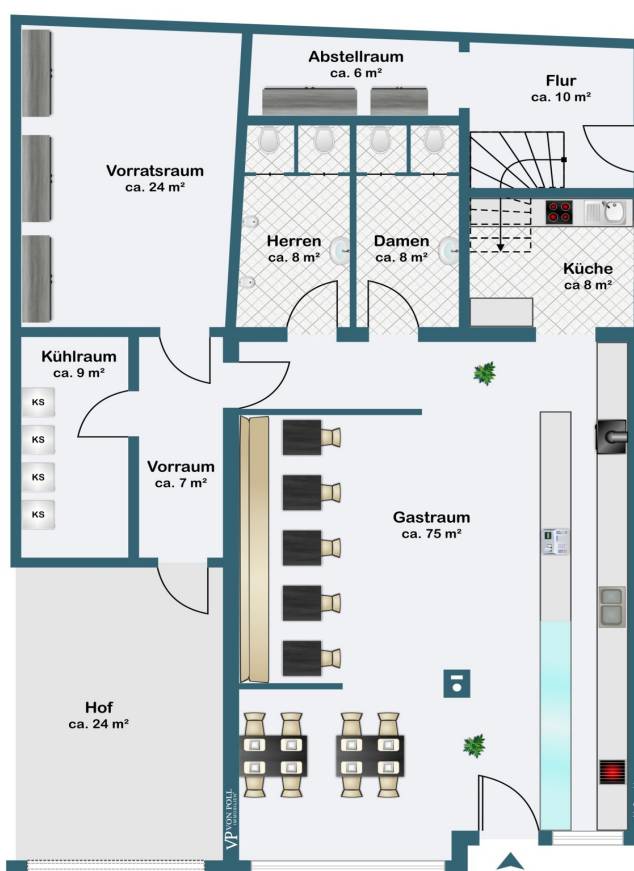 Abstellraum
ca. 6 m²
Flur
ca. 10 m²
Vorratsraum
ca. 24 m²
Herren
ca. 8 m²
Damen
ca. 8 m²
Küche
ca 8 m²
Kühlraum
ca. 9 m²
KS
KS
KS
KS
Vorraum
ca. 7 m²
Gastraum
ca. 75 m²
Hof
ca. 24 m²
VP VON POLL
IMMOBILIEN